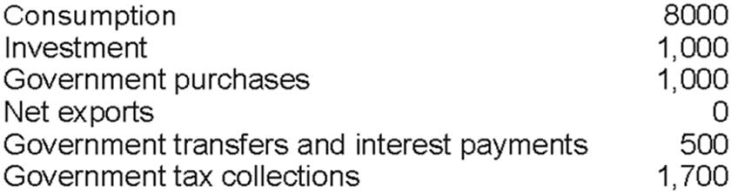 Consumption 8000
Investment 1,000
Government purchases 1,000
Net exports 0
Government transfers and interest payments 500
Government tax collections 1,700